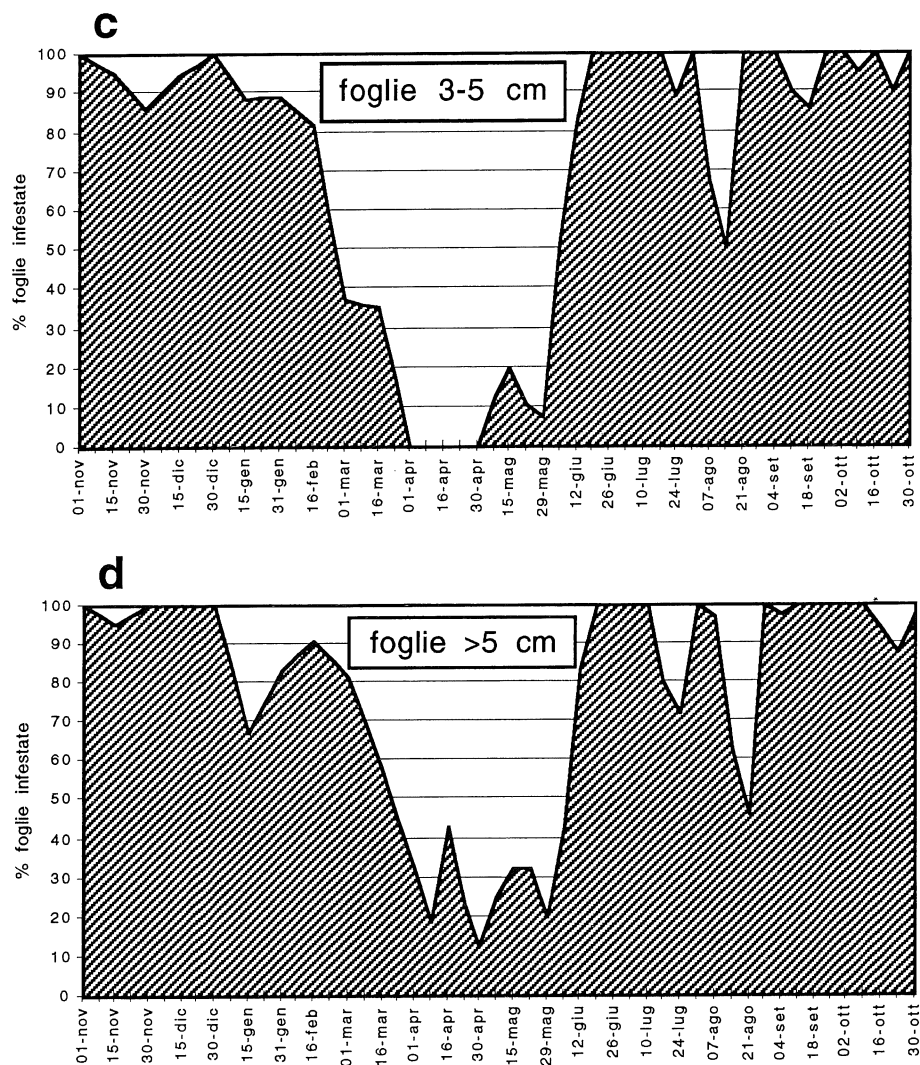 c
foglie 3-5 cm
% foglie infestate
100
90
80
70
60
50
40
30
20
10
0
01-nov
15-nov
30-nov
15-dic
30-dic
15-gen
31-gen
16-feb
01-mar
16-mar
01-apr
16-apr
30-apr
15-mag
29-mag
12-giu
26-giu
10-lug
24-lug
07-ago
21-ago
04-set
18-set
02-ott
16-ott
30-ott
d
foglie >5 cm
% foglie infestate
100
90
80
70
60
50
40
30
20
10
0
01-nov
15-nov
30-nov
15-dic
30-dic
15-gen
31-gen
16-feb
01-mar
16-mar
01-apr
16-apr
30-apr
15-mag
29-mag
12-giu
26-giu
10-lug
24-lug
07-ago
21-ago
04-set
18-set
02-ott
16-ott
30-ott